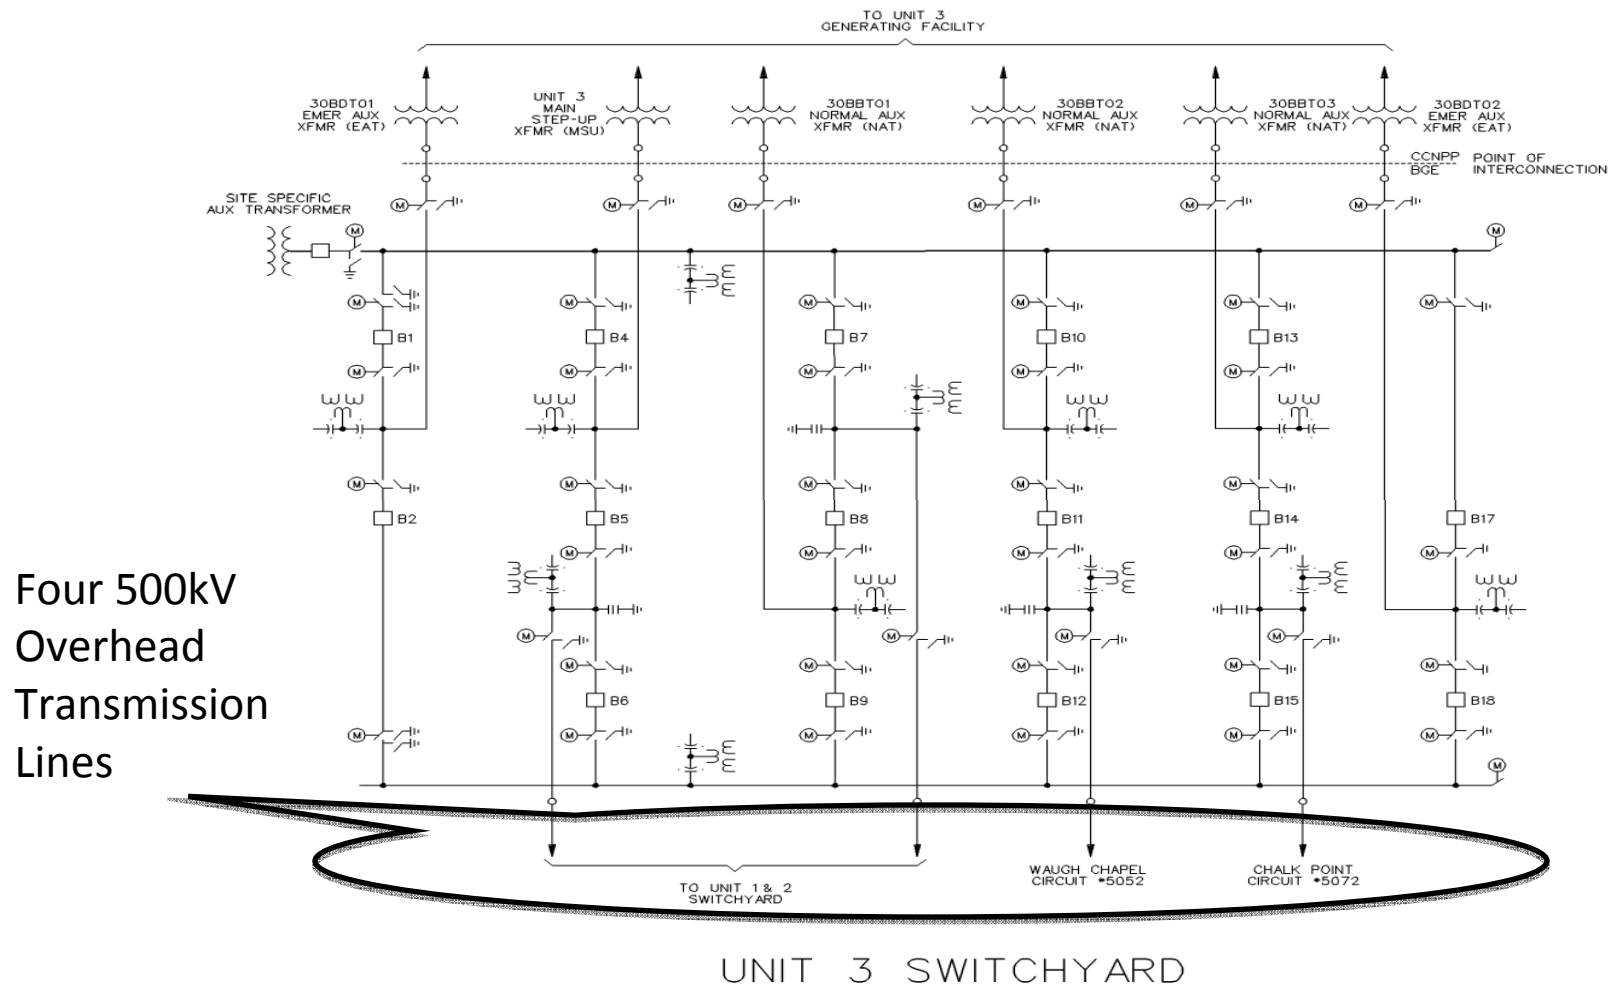 TO UNIT 3
GENERATING FACILITY
30BDT01
EMER AUX
XFMR (EAT)
UNIT 3
MAIN
STEP-UP
XFMR (MSU)
30BBT01
NORMAL AUX
XFMR (NAT)
30BBT02
NORMAL AUX
XFMR (NAT)
30BBT03
NORMAL AUX
XFMR (NAT)
30BDT02
EMER AUX
XFMR (EAT)
CCNPP
BGE
POINT OF
INTERCONNECTION
SITE SPECIFIC
AUX TRANSFORMER
M M M M M M
M M
M M M M M M
B1 B4 B7 B10 B13
M M M M M
M M M M M
B2 B5 B8 B11 B14 B17
M M M M M
M M M M
M M M M M
B6 B9 B12 B15 B18
M M M M M M
M
Four 500kV
Overhead
Transmission
Lines
TO UNIT 1 & 2
SWITCHYARD
WAUGH CHAPEL
CIRCUIT #5052
CHALK POINT
CIRCUIT #5072
UNIT 3 SWITCHYARD